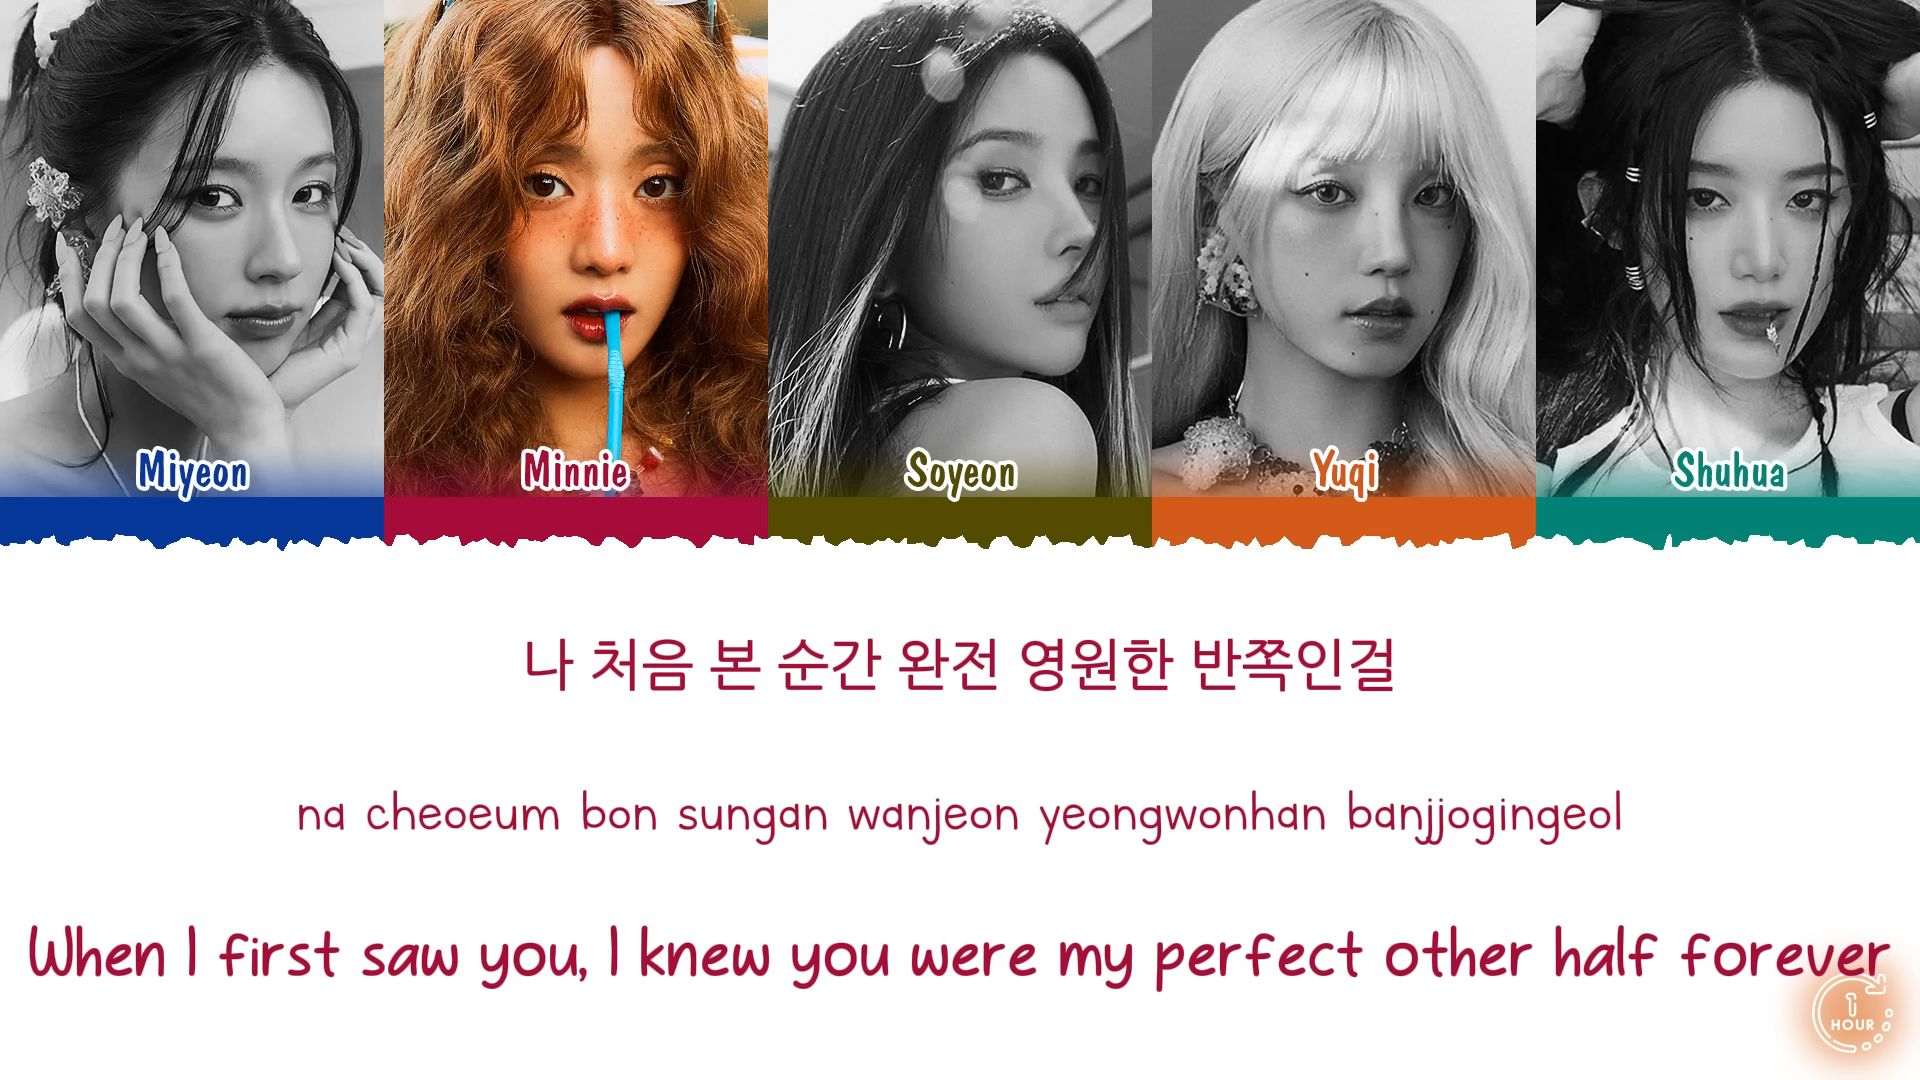 Miyeon Minnie Soyeon Yuqi Shuhua
나 처음 본 순간 완전 영원한 반쪽인걸
na cheoeum bon sungan wanjeon yeongwonhan banjjogingeol
When I first saw you, I knew you were my perfect other half forever
1
HOUR